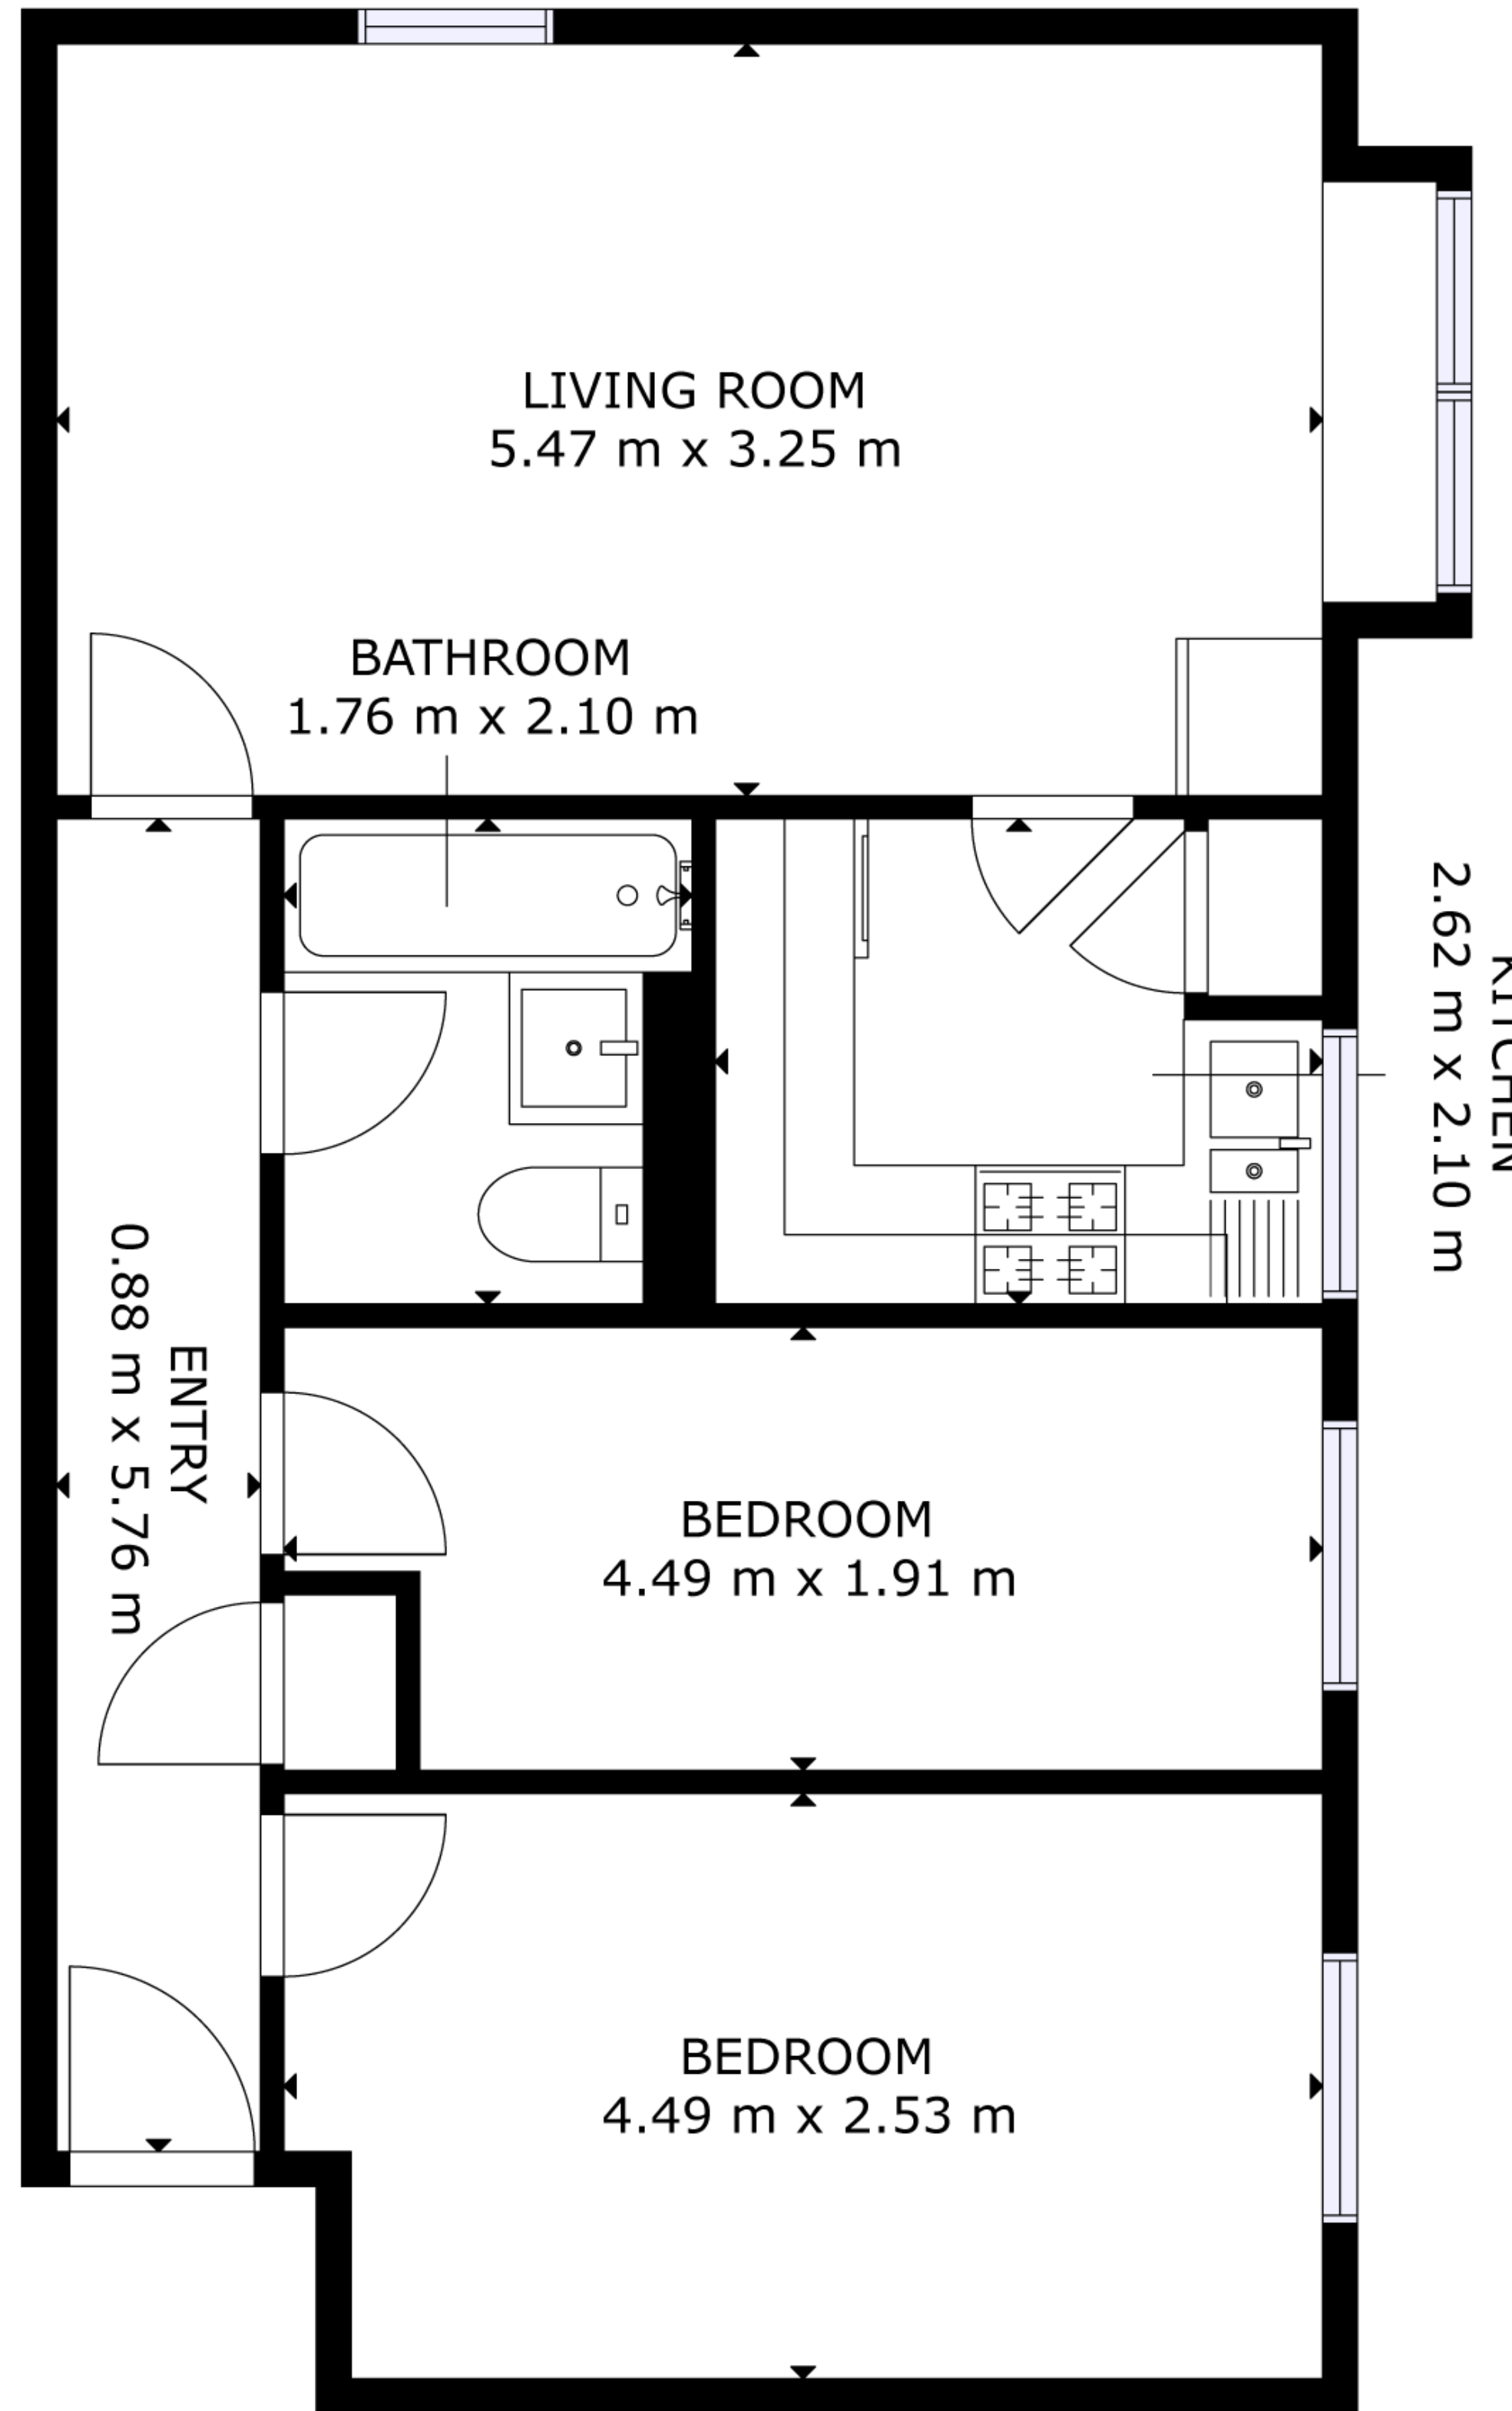 LIVING ROOM
5.47 m x 3.25 m
BATHROOM
1.76 m x 2.10 m
KITCHEN
2.62 m x 2.10 m
ENTRY
0.88 m x 5.76 m
BEDROOM
4.49 m x 1.91 m
BEDROOM
4.49 m x 2.53 m